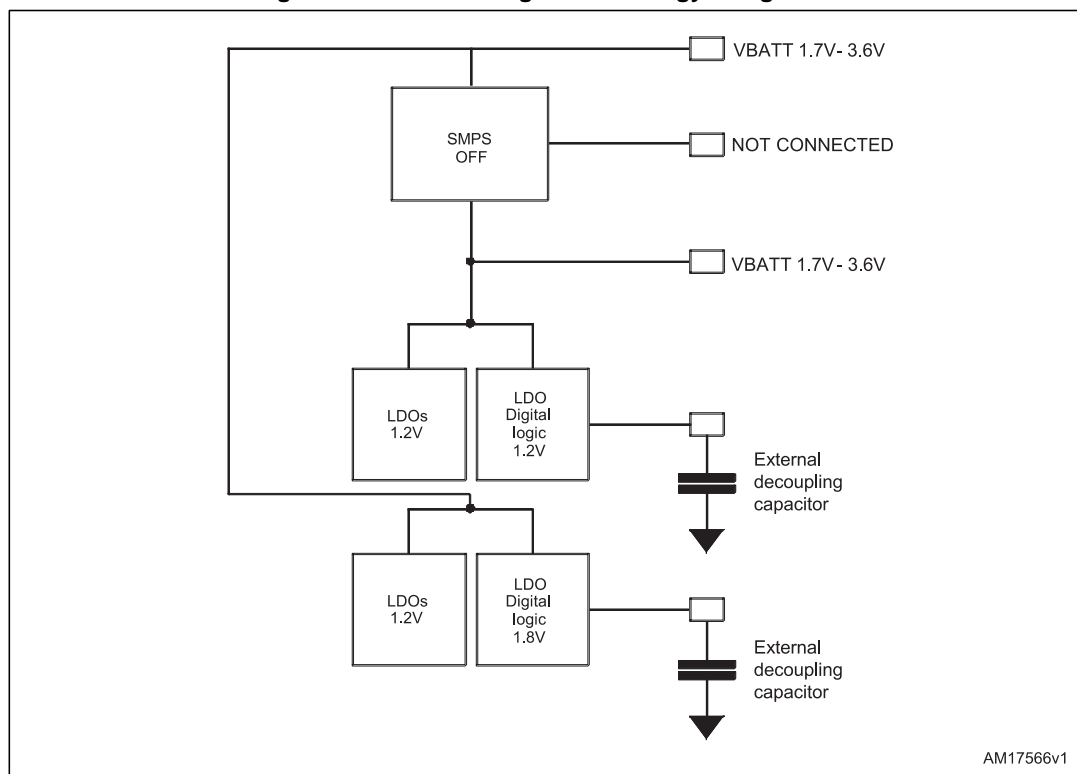 VBATT 1.7V- 3.6V
SMPS
OFF
NOT CONNECTED
VBATT 1.7V- 3.6V
LDOs
1.2V
LDO
Digital
logic
1.2V
External
decoupling
capacitor
LDOs
1.2V
LDO
Digital
logic
1.8V
External
decoupling
capacitor
AM17566v1